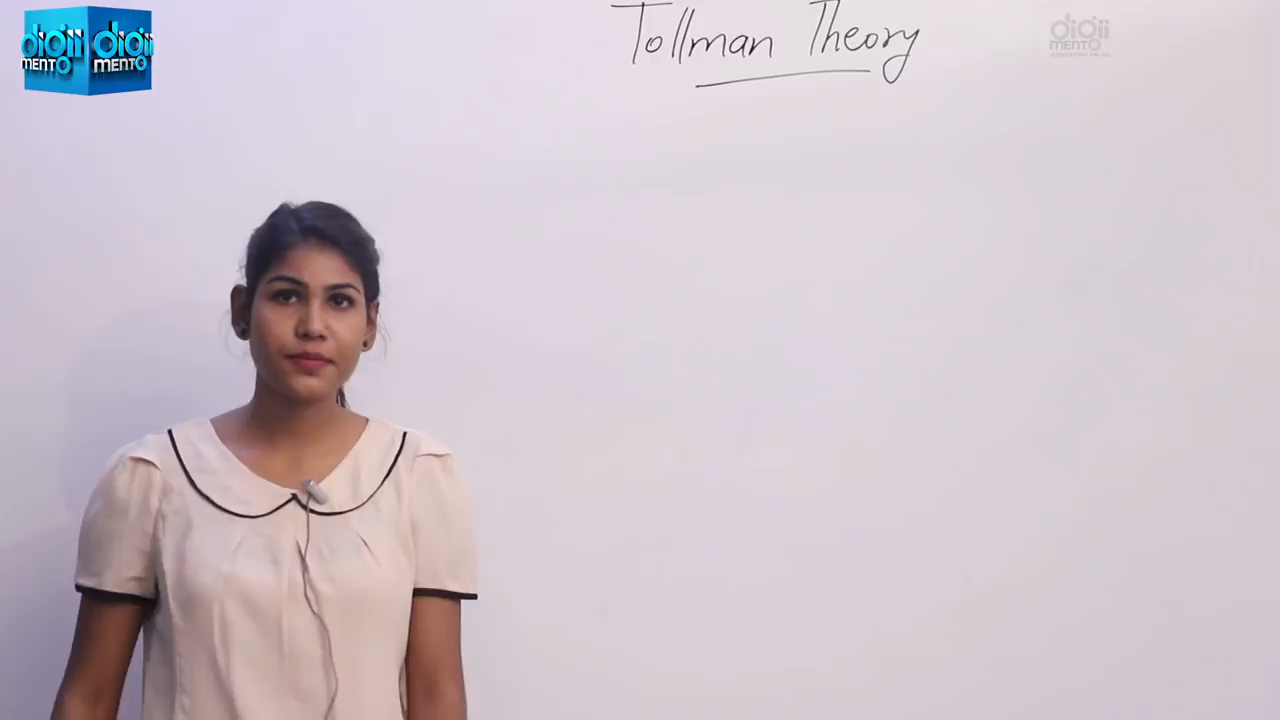 Tollman Theory
digii digii
MENTO MENTO
digii
MENTO